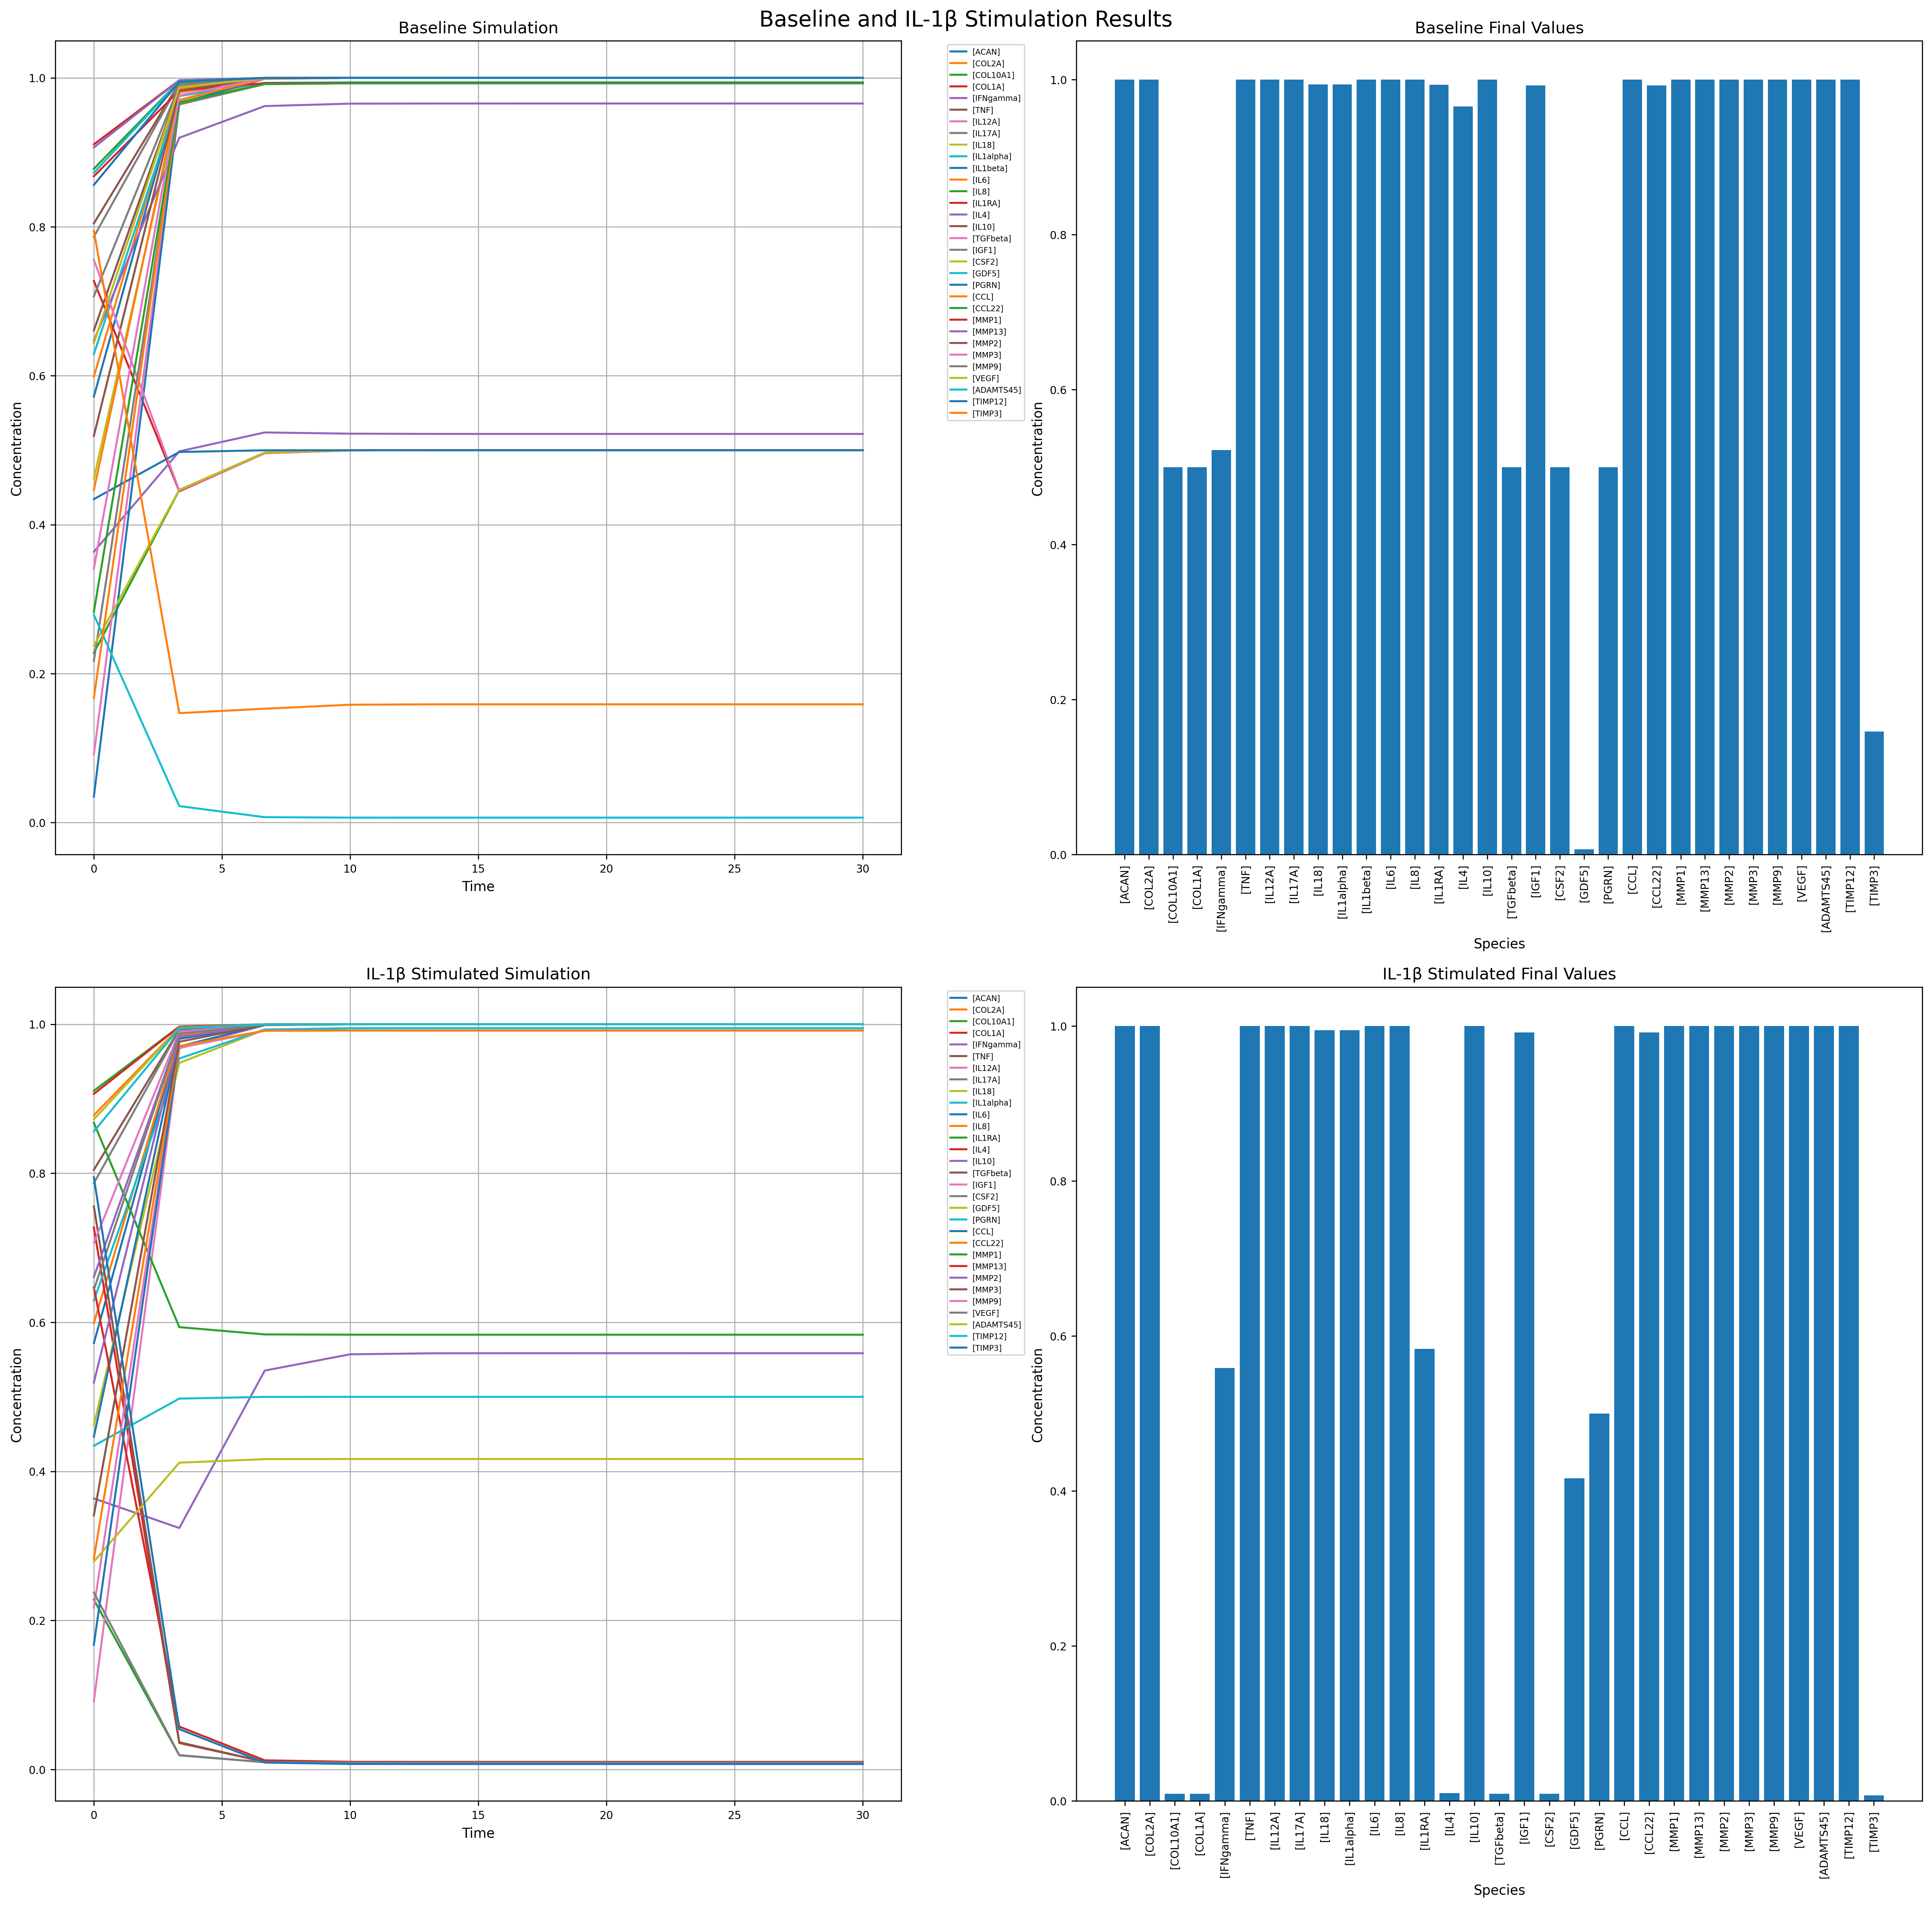 Baseline and IL-1β Stimulation Results
Baseline Simulation
Concentration
1.0
0.8
0.6
0.4
0.2
0.0
0 5 10 15 20 25 30
Time
[ACAN]
[COL2A]
[COL10A1]
[COL1A]
[IFNgamma]
[TNF]
[IL12A]
[IL17A]
[IL18]
[IL1alpha]
[IL1beta]
[IL6]
[IL8]
[IL1RA]
[IL4]
[IL10]
[TGFbeta]
[IGF1]
[CSF2]
[GDF5]
[PGRN]
[CCL]
[CCL22]
[MMP1]
[MMP13]
[MMP2]
[MMP3]
[MMP9]
[VEGF]
[ADAMTS45]
[TIMP12]
[TIMP3]
Baseline Final Values
Concentration
1.0
0.8
0.6
0.4
0.2
0.0
[ACAN]
[COL2A]
[COL10A1]
[COL1A]
[IFNgamma]
[TNF]
[IL12A]
[IL17A]
[IL18]
[IL1alpha]
[IL1beta]
[IL6]
[IL8]
[IL1RA]
[IL4]
[IL10]
[TGFbeta]
[IGF1]
[CSF2]
[GDF5]
[PGRN]
[CCL]
[CCL22]
[MMP1]
[MMP13]
[MMP2]
[MMP3]
[MMP9]
[VEGF]
[ADAMTS45]
[TIMP12]
[TIMP3]
Species
IL-1β Stimulated Simulation
Concentration
1.0
0.8
0.6
0.4
0.2
0.0
0 5 10 15 20 25 30
Time
[ACAN]
[COL2A]
[COL10A1]
[COL1A]
[IFNgamma]
[TNF]
[IL12A]
[IL17A]
[IL18]
[IL1alpha]
[IL6]
[IL8]
[IL1RA]
[IL4]
[IL10]
[TGFbeta]
[IGF1]
[CSF2]
[GDF5]
[PGRN]
[CCL]
[CCL22]
[MMP1]
[MMP13]
[MMP2]
[MMP3]
[MMP9]
[VEGF]
[ADAMTS45]
[TIMP12]
[TIMP3]
IL-1β Stimulated Final Values
Concentration
1.0
0.8
0.6
0.4
0.2
0.0
[ACAN]
[COL2A]
[COL10A1]
[COL1A]
[IFNgamma]
[TNF]
[IL12A]
[IL17A]
[IL18]
[IL1alpha]
[IL6]
[IL8]
[IL1RA]
[IL4]
[IL10]
[TGFbeta]
[IGF1]
[CSF2]
[GDF5]
[PGRN]
[CCL]
[CCL22]
[MMP1]
[MMP13]
[MMP2]
[MMP3]
[MMP9]
[VEGF]
[ADAMTS45]
[TIMP12]
[TIMP3]
Species